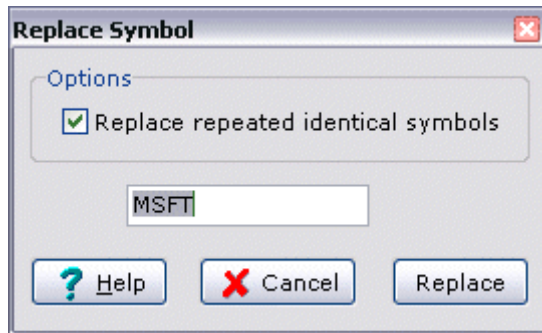 Replace Symbol
Options
Replace repeated identical symbols
MSFT
Help Cancel Replace